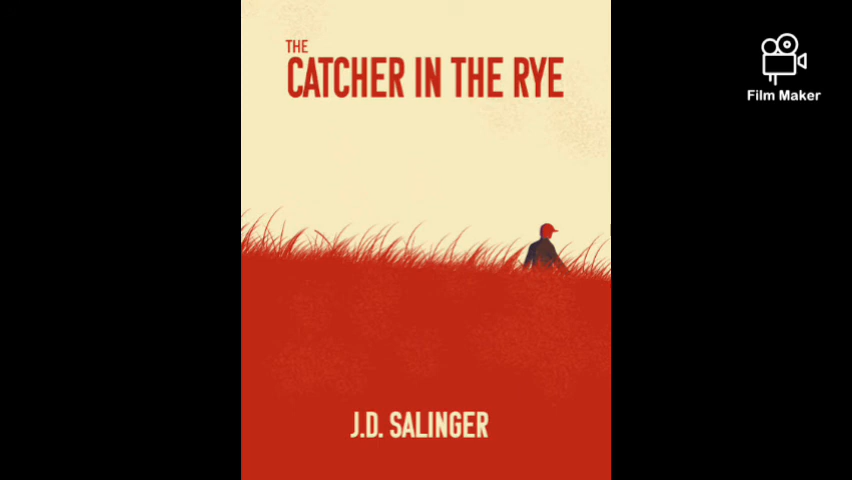 THE
CATCHER IN THE RYE
Film Maker
J.D. SALINGER